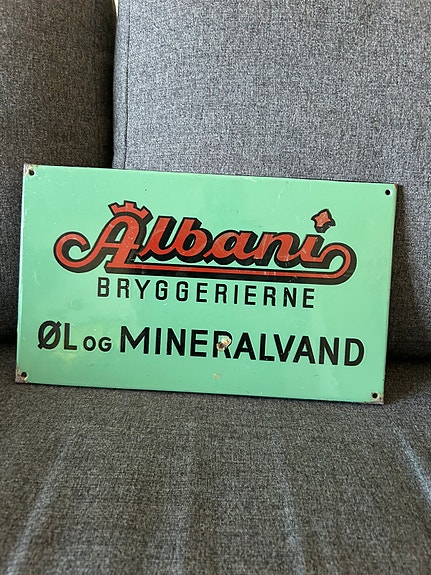 Albani
BRYGGERIERNE
ØL OG MINERALVAND